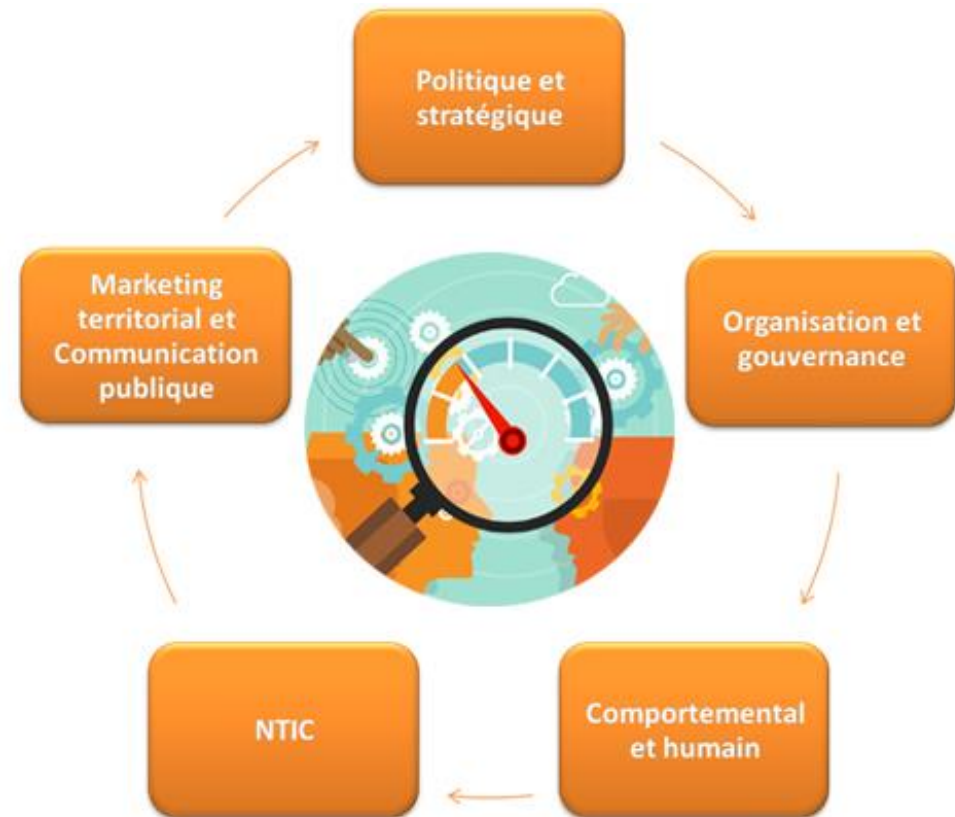 Politique et
stratégique
Organisation et
gouvernance
Comportemental
et humain
NTIC
Marketing
territorial et
Communication
publique